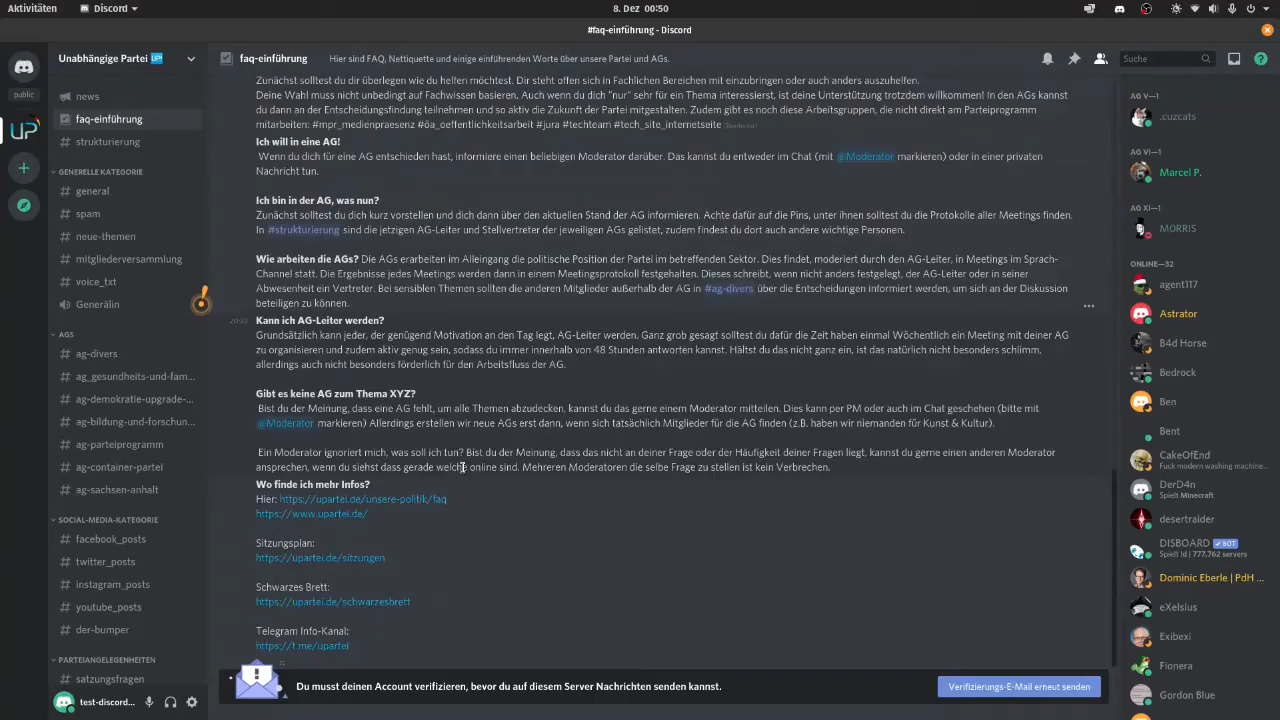 Aktivitäten
Discord
8. Dez 00:50
#faq-einführung - Discord
Unabhängige Partei UP!
faq-einführung
Hier sind FAQ, Nettiquette und einige einführenden Worte über unsere Partei und AGs.
Suche
public
UP
news
faq-einführung
strukturierung
GENERELLE KATEGORIE
general
spam
neue-themen
mitgliederversammlung
voice_txt
Generälin
AGS
ag-divers
ag_gesundheits-und-fam...
ag-demokratie-upgrade-...
ag-bildung-und-forschun...
ag-parteiprogramm
ag-container-partei
ag-sachsen-anhalt
SOCIAL-MEDIA-KATEGORIE
facebook_posts
twitter_posts
instagram_posts
youtube_posts
der-bumper
PARTEIANGELEGENHEITEN
satzungsfragen
test-discord...
Zunächst solltest du dir überlegen wie du helfen möchtest. Dir steht offen sich in Fachlichen Bereichen mit einzubringen oder auch anders auszuhelfen.
Deine Wahl muss nicht unbedingt auf Fachwissen basieren. Auch wenn du dich "nur" sehr für ein Thema interessierst, ist deine Unterstützung trotzdem willkommen! In den AGs kannst
du dann an der Entscheidungsfindung teilnehmen und so aktiv die Zukunft der Partei mitgestalten. Zudem gibt es noch diese Arbeitsgruppen, die nicht direkt am Parteiprogramm
mitarbeiten: #mpr_medienpraesenz #öa_oeffentlichkeitsarbeit #jura #techteam #tech_site_internetseite
Ich will in eine AG!
Wenn du dich für eine AG entschieden hast, informiere einen beliebigen Moderator darüber. Das kannst du entweder im Chat (mit @Moderator markieren) oder in einer privaten
Nachricht tun.
Ich bin in der AG, was nun?
Zunächst solltest du dich kurz vorstellen und dich dann über den aktuellen Stand der AG informieren. Achte dafür auf die Pins, unter ihnen solltest du die Protokolle aller Meetings finden.
In #strukturierung sind die jetzigen AG-Leiter und Stellvertreter der jeweiligen AGs gelistet, zudem findest du dort auch andere wichtige Personen.
Wie arbeiten die AGs? Die AGs erarbeiten im Alleingang die politische Position der Partei im betreffenden Sektor. Dies findet, moderiert durch den AG-Leiter, in Meetings im Sprach-
Channel statt. Die Ergebnisse jedes Meetings werden dann in einem Meetingsprotokoll festgehalten. Dieses schreibt, wenn nicht anders festgelegt, der AG-Leiter oder in seiner
Abwesenheit ein Vertreter. Bei sensiblen Themen sollten die anderen Mitglieder außerhalb der AG in #ag-divers über die Entscheidungen informiert werden, um sich an der Diskussion
beteiligen zu können.
Kann ich AG-Leiter werden?
Grundsätzlich kann jeder, der genügend Motivation an den Tag legt, AG-Leiter werden. Ganz grob gesagt solltest du dafür die Zeit haben einmal Wöchentlich ein Meeting mit deiner AG
zu organisieren und zudem aktiv genug sein, sodass du immer innerhalb von 48 Stunden antworten kannst. Hältst du das nicht ganz ein, ist das natürlich nicht besonders schlimm,
allerdings auch nicht besonders förderlich für den Arbeitsfluss der AG.
Gibt es keine AG zum Thema XYZ?
Bist du der Meinung, dass eine AG fehlt, um alle Themen abzudecken, kannst du das gerne einem Moderator mitteilen. Dies kann per PM oder auch im Chat geschehen (bitte mit
@Moderator markieren) Allerdings erstellen wir neue AGs erst dann, wenn sich tatsächlich Mitglieder für die AG finden (z.B. haben wir niemanden für Kunst & Kultur).
Ein Moderator ignoriert mich, was soll ich tun? Bist du der Meinung, dass das nicht an deiner Frage oder der Häufigkeit deiner Fragen liegt, kannst du gerne einen anderen Moderator
ansprechen, wenn du siehst dass gerade welche online sind. Mehreren Moderatoren die selbe Frage zu stellen ist kein Verbrechen.
Wo finde ich mehr Infos?
Hier: https://upartei.de/unsere-politik/faq
https://www.upartei.de/
Sitzungsplan:
https://upartei.de/sitzungen
Schwarzes Brett:
https://upartei.de/schwarzesbrett
Telegram Info-Kanal:
https://t.me/upartei
Du musst deinen Account verifizieren, bevor du auf diesem Server Nachrichten senden kannst.
Verifizierungs-E-Mail erneut senden
AG V—1
.cuzcats
AG VI—1
Marcel P.
AG XI—1
MORRIS
ONLINE—32
agent117
Astrator
B4d Horse
Bedrock
Ben
Bent
CakeOfEnd
Fuck modern washing machine...
DerD4n
Spielt Minecraft
desertraider
DISBOARD BOT
Spielt !d | 777,762 servers
Dominic Eberle | PdH ...
eXelsius
Exibexi
Fionera
Gordon Blue